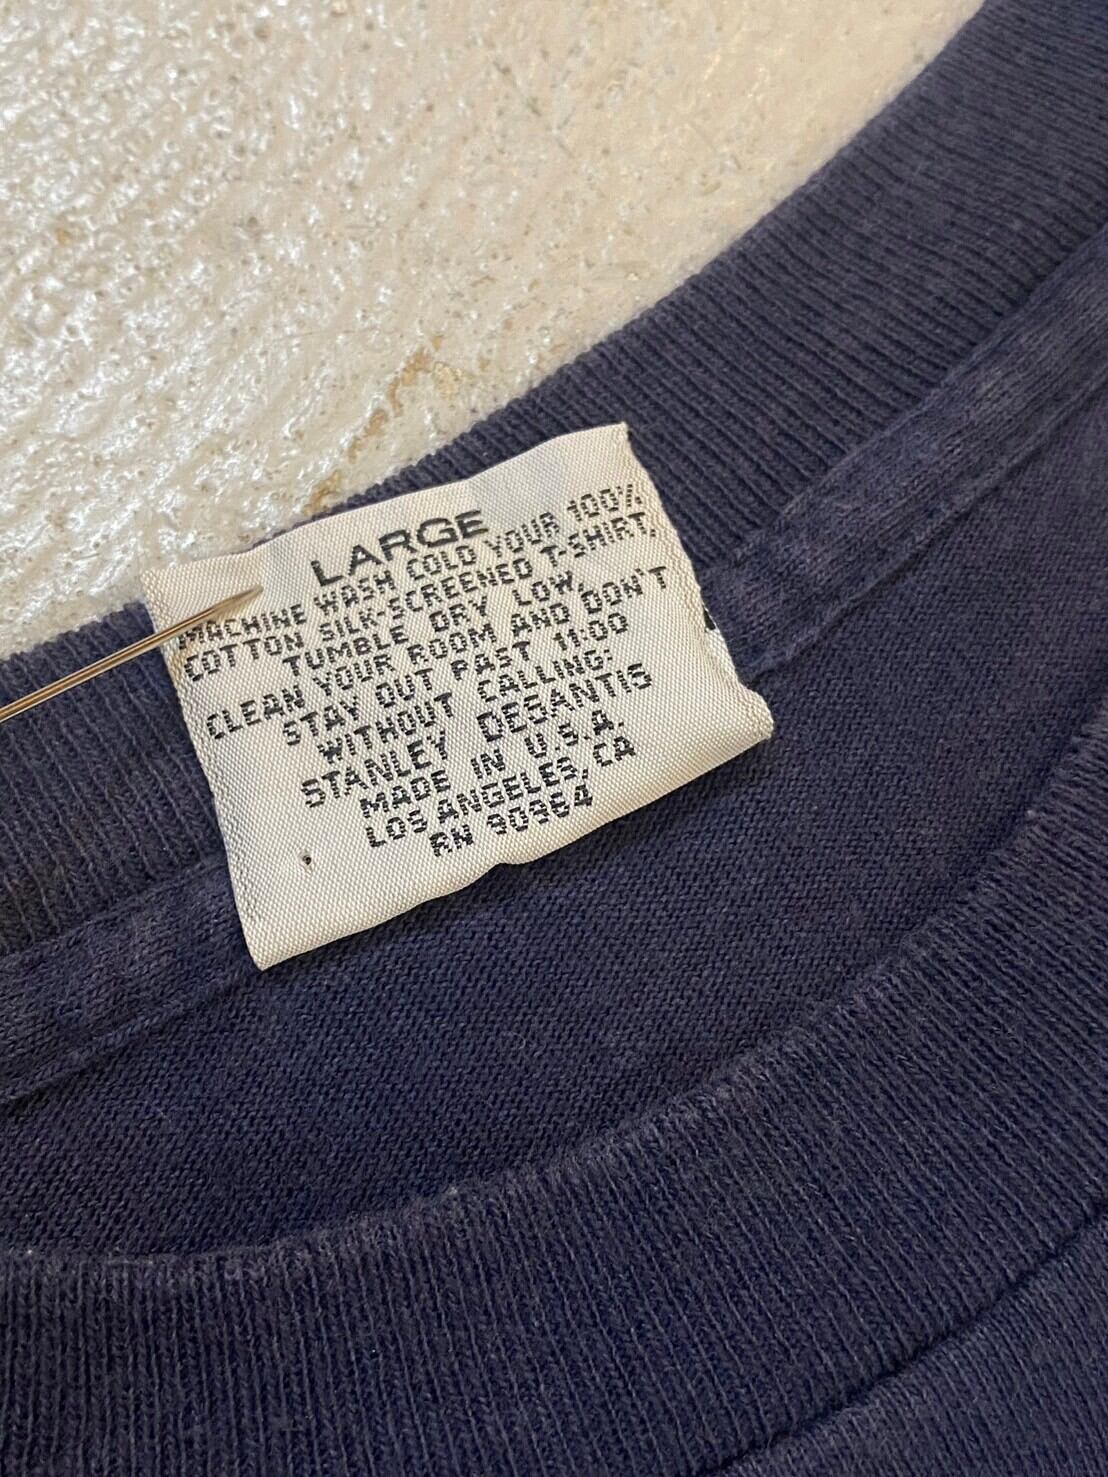 LARGE
MACHINE WASH COLD YOUR 100%
COTTON SILK-SCREENED T-SHIRT,
TUMBLE DRY LOW,
CLEAN YOUR ROOM AND DON'T
STAY OUT PAST 11:00
WITHOUT CALLING:
STANLEY DESANTIS
MADE IN U.S.A.
LOS ANGELES, CA
RN 90964